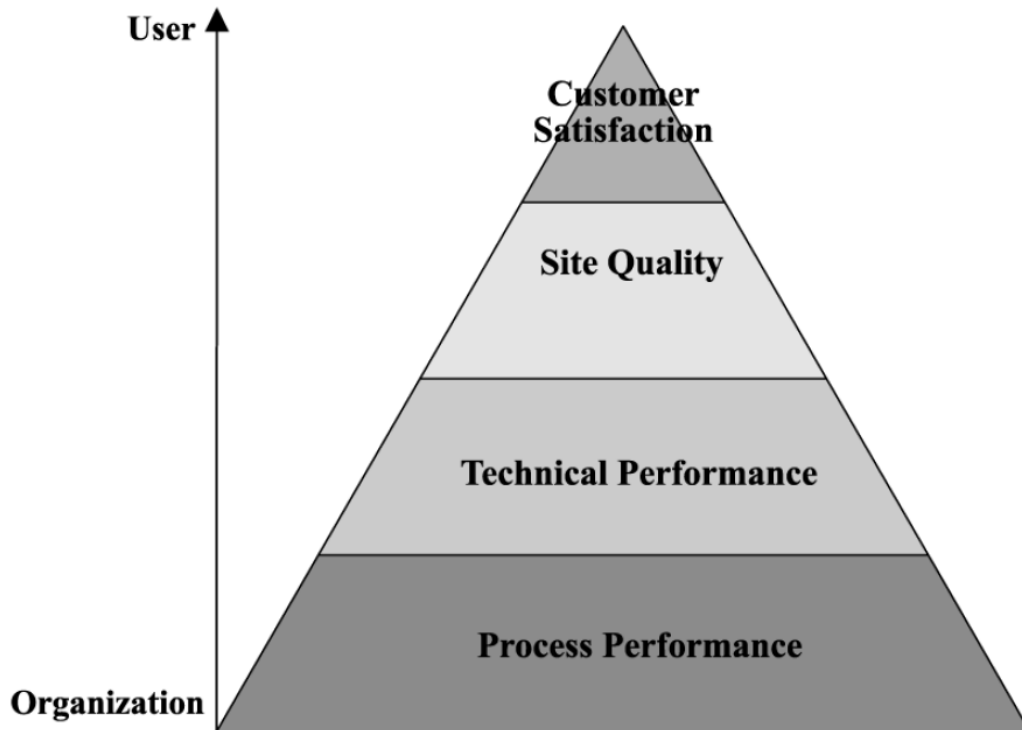 User
Customer
Satisfaction
Site Quality
Technical Performance
Process Performance
Organization